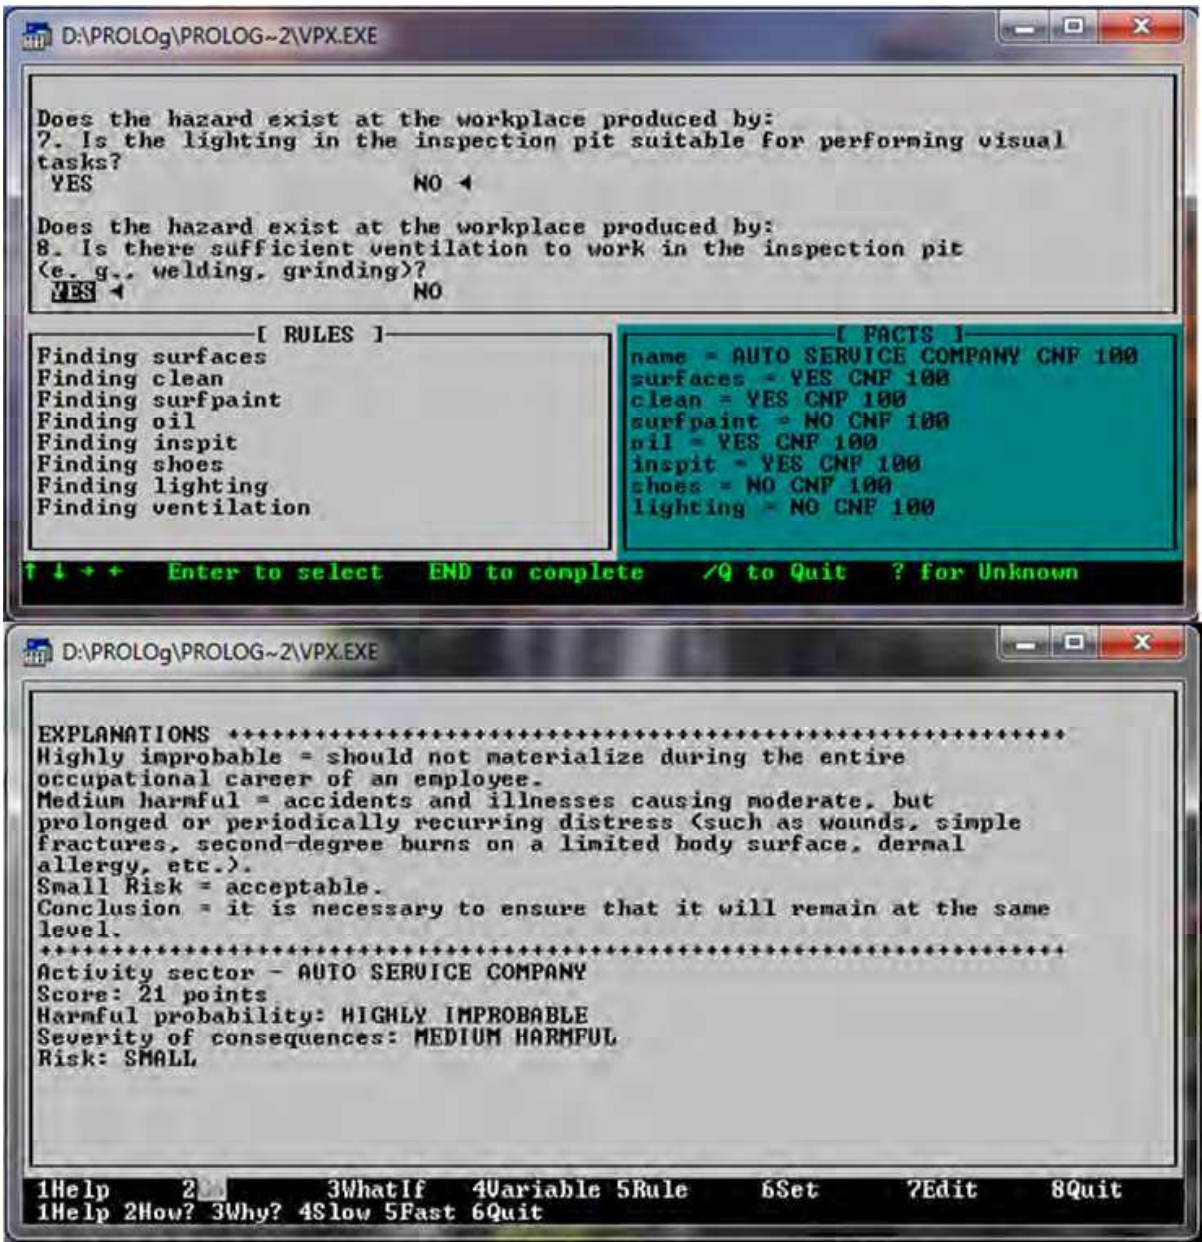 D:\PROLOg\PROLOG~2\VPX.EXE
Does the hazard exist at the workplace produced by:
7. Is the lighting in the inspection pit suitable for performing visual
tasks?
YES NO ◄
Does the hazard exist at the workplace produced by:
8. Is there sufficient ventilation to work in the inspection pit
(e. g., welding, grinding)?
YES ◄ NO
[ RULES ]
Finding surfaces
Finding clean
Finding surfpaint
Finding oil
Finding inspit
Finding shoes
Finding lighting
Finding ventilation
[ FACTS ]
name = AUTO SERVICE COMPANY CNF 100
surfaces = YES CNF 100
clean = YES CNF 100
surfpaint = NO CNF 100
oil = YES CNF 100
inspit = YES CNF 100
shoes = NO CNF 100
lighting = NO CNF 100
↑ ↓ → ← Enter to select END to complete /Q to Quit ? for Unknown
D:\PROLOg\PROLOG~2\VPX.EXE
EXPLANATIONS +++++++++++++++++++++++++++++++++++++++++++++++++++++++++++
Highly improbable = should not materialize during the entire
occupational career of an employee.
Medium harmful = accidents and illnesses causing moderate, but
prolonged or periodically recurring distress (such as wounds, simple
fractures, second-degree burns on a limited body surface, dermal
allergy, etc.).
Small Risk = acceptable.
Conclusion = it is necessary to ensure that it will remain at the same
level.
++++++++++++++++++++++++++++++++++++++++++++++++++++++++++++++++++++++++
Activity sector - AUTO SERVICE COMPANY
Score: 21 points
Harmful probability: HIGHLY IMPROBABLE
Severity of consequences: MEDIUM HARMFUL
Risk: SMALL
1Help 2 3WhatIf 4Variable 5Rule 6Set 7Edit 8Quit
1Help 2How? 3Why? 4Slow 5Fast 6Quit